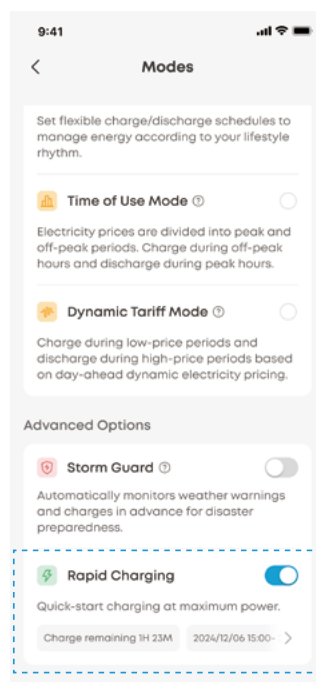 9:41
Modes
Set flexible charge/discharge schedules to
manage energy according to your lifestyle
rhythm.
Time of Use Mode
Electricity prices are divided into peak and
off-peak periods. Charge during off-peak
hours and discharge during peak hours.
Dynamic Tariff Mode
Charge during low-price periods and
discharge during high-price periods based
on day-ahead dynamic electricity pricing.
Advanced Options
Storm Guard
Automatically monitors weather warnings
and charges in advance for disaster
preparedness.
Rapid Charging
Quick-start charging at maximum power.
Charge remaining 1H 23M 2024/12/06 15:00-